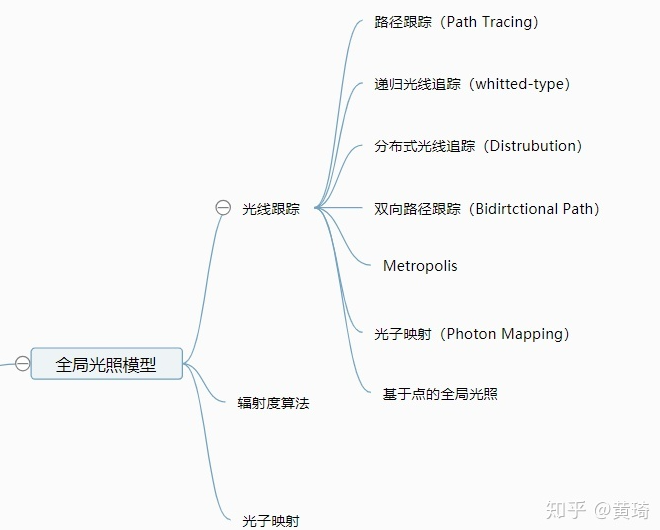 路径跟踪（Path Tracing）
递归光线追踪（whitted-type）
分布式光线追踪（Distrubution）
光线跟踪
双向路径跟踪（Bidirtctional Path）
Metropolis
光子映射（Photon Mapping）
全局光照模型
基于点的全局光照
辐射度算法
光子映射
知乎 @黄琦